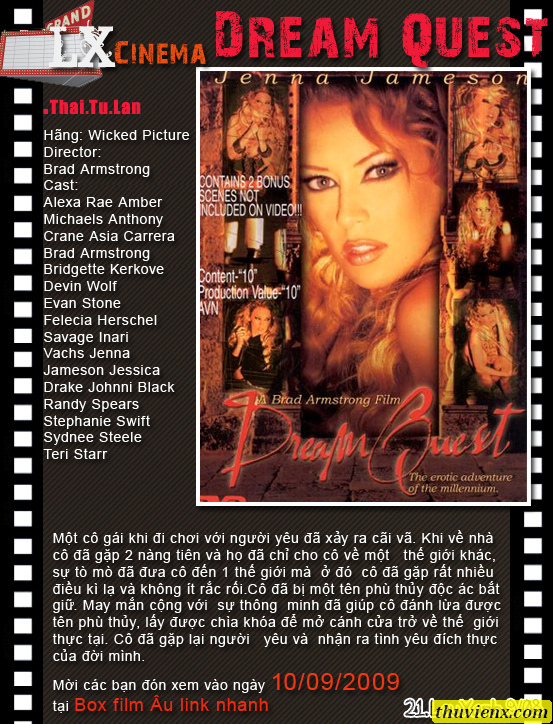 GRAND
LX CINEMA
DREAM QUEST
.Thai.Tu.Lan
Hãng: Wicked Picture
Director:
Brad Armstrong
Cast:
Alexa Rae Amber
Michaels Anthony
Crane Asia Carrera
Brad Armstrong
Bridgette Kerkove
Devin Wolf
Evan Stone
Felecia Herschel
Savage Inari
Vachs Jenna
Jameson Jessica
Drake Johnni Black
Randy Spears
Stephanie Swift
Sydnee Steele
Teri Starr
Jenna Jameson
CONTAINS 2 BONUS
SCENES NOT
INCLUDED ON VIDEO!!!
Content-"10"
Production Value-"10"
AVN
A Brad Armstrong Film
Dream Quest
The erotic adventure
of the millennium.
Một cô gái khi đi chơi với người yêu đã xảy ra cãi vã. Khi về nhà
cô đã gặp 2 nàng tiên và họ đã chỉ cho cô về một thế giới khác,
sự tò mò đã đưa cô đến 1 thế giới mà ở đó cô đã gặp rất nhiều
điều kì lạ và không ít rắc rối.Cô đã bị một tên phù thủy độc ác bắt
giữ. May mắn cộng với sự thông minh đã giúp cô đánh lừa được
tên phù thủy, lấy được chìa khóa để mở cánh cửa trở về thế giới
thực tại. Cô đã gặp lại người yêu và nhận ra tình yêu đích thực
của đời mình.
Mời các bạn đón xem vào ngày 10/09/2009
tại Box film Âu link nhanh
thuvienx.com